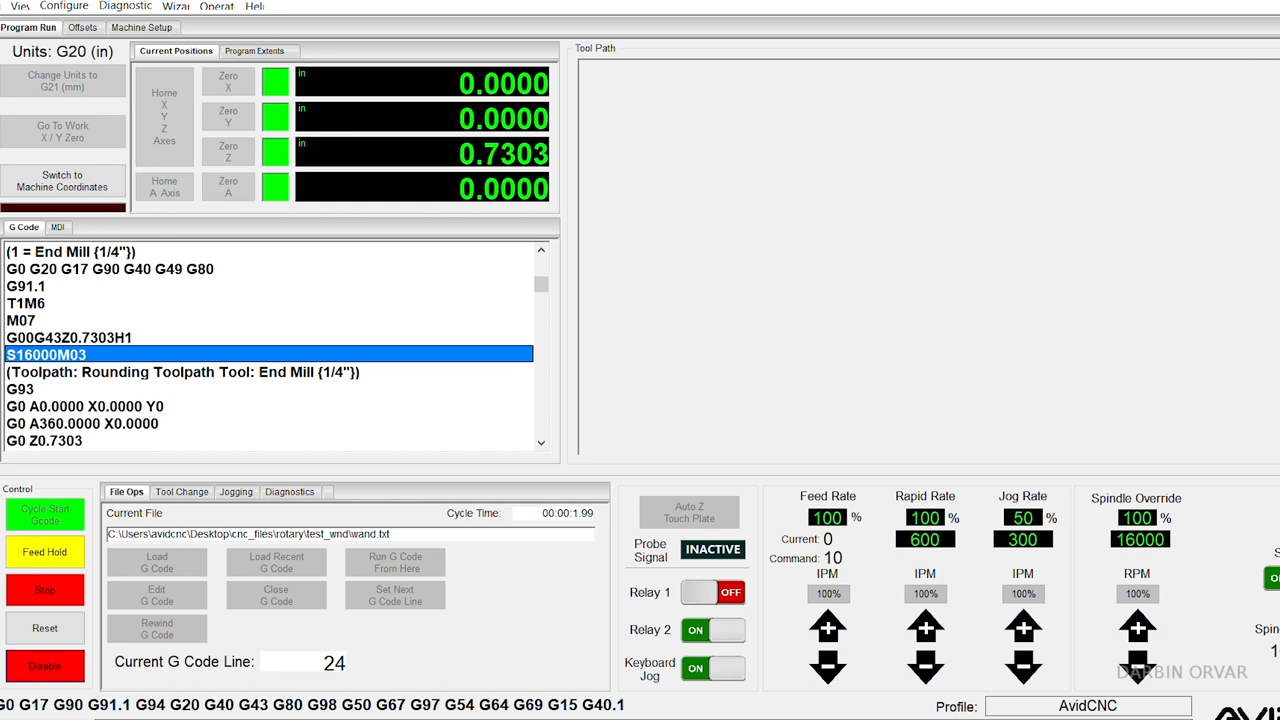 View Configure Diagnostic Wizar Operat Help
Program Run Offsets Machine Setup
Units: G20 (in)
Change Units to
G21 (mm)
Go To Work
X / Y Zero
Switch to
Machine Coordinates
Current Positions Program Extents
Home
X
Y
Z
Axes
Home
A Axis
Zero
X
in 0.0000
Zero
Y
in 0.0000
Zero
Z
in 0.7303
Zero
A
0.0000
Tool Path
G Code MDI
(1 = End Mill {1/4"})
G0 G20 G17 G90 G40 G49 G80
G91.1
T1M6
M07
G00G43Z0.7303H1
S16000M03
(Toolpath: Rounding Toolpath Tool: End Mill {1/4"})
G93
G0 A0.0000 X0.0000 Y0
G0 A360.0000 X0.0000
G0 Z0.7303
Control
Cycle Start
Gcode
Feed Hold
Stop
Reset
Disable
File Ops Tool Change Jogging Diagnostics
Current File Cycle Time: 00:00:1.99
C:\Users\avidcnc\Desktop\cnc_files\rotary\test_wnd\wand.txt
Load
G Code
Load Recent
G Code
Run G Code
From Here
Edit
G Code
Close
G Code
Set Next
G Code Line
Rewind
G Code
Current G Code Line: 24
Auto Z
Touch Plate
Probe
Signal
INACTIVE
Relay 1 OFF
Relay 2 ON
Keyboard
Jog
ON
Feed Rate
100 %
Current: 0
Command: 10
IPM
100%
Rapid Rate
100 %
600
IPM
100%
Jog Rate
50 %
300
IPM
100%
Spindle Override
100 %
16000
RPM
100%
DARBIN ORVAR
G0 G17 G90 G91.1 G94 G20 G40 G43 G80 G98 G50 G67 G97 G54 G64 G69 G15 G40.1
Profile: AvidCNC